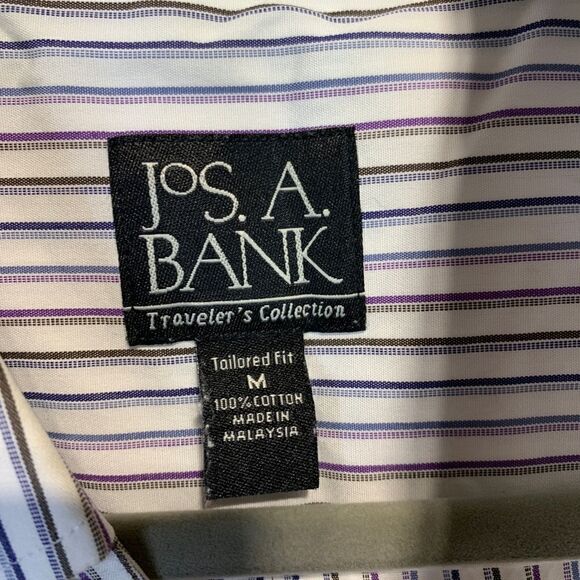 JOS. A.
BANK
Traveler's Collection
Tailored Fit
M
100% COTTON
MADE IN
MALAYSIA